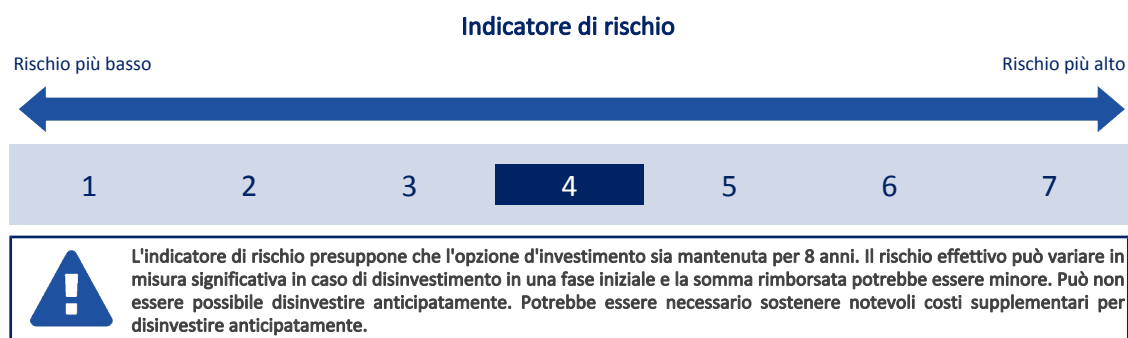 Indicatore di rischio
Rischio più basso
Rischio più alto
1 2 3 4 5 6 7
L'indicatore di rischio presuppone che l'opzione d'investimento sia mantenuta per 8 anni. Il rischio effettivo può variare in
misura significativa in caso di disinvestimento in una fase iniziale e la somma rimborsata potrebbe essere minore. Può non
essere possibile disinvestire anticipatamente. Potrebbe essere necessario sostenere notevoli costi supplementari per
disinvestire anticipatamente.